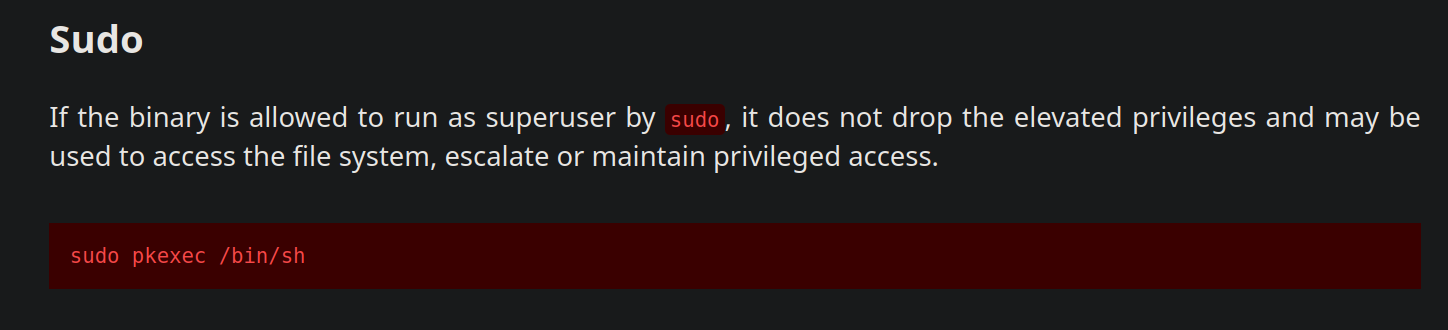 Sudo
If the binary is allowed to run as superuser by sudo, it does not drop the elevated privileges and may be
used to access the file system, escalate or maintain privileged access.
sudo pkexec /bin/sh